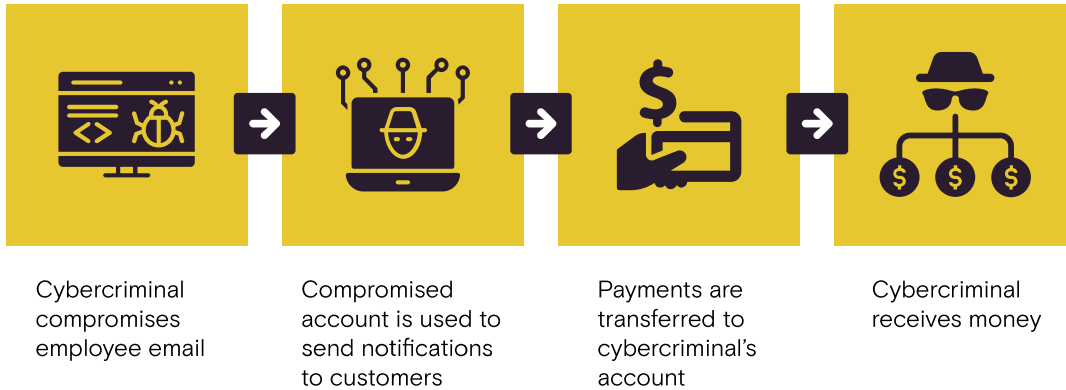 Cybercriminal
compromises
employee email
Compromised
account is used to
send notifications
to customers
Payments are
transferred to
cybercriminal's
account
Cybercriminal
receives money